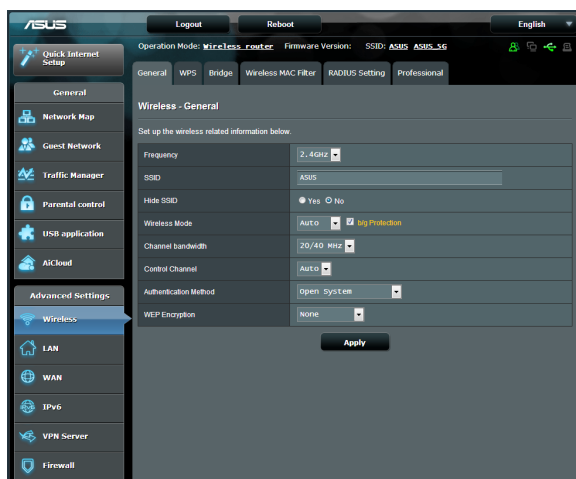 ASUS
Logout
Reboot
English
Quick Internet Setup
Operation Mode: Wireless router Firmware Version: SSID: ASUS ASUS_5G
General WPS Bridge Wireless MAC Filter RADIUS Setting Professional
General
Network Map
Guest Network
Traffic Manager
Parental control
USB application
AiCloud
Advanced Settings
Wireless
LAN
WAN
IPv6
VPN Server
Firewall
Wireless - General
Set up the wireless related information below.
Frequency 2.4GHz
SSID ASUS
Hide SSID Yes No
Wireless Mode Auto b/g Protection
Channel bandwidth 20/40 MHz
Control Channel Auto
Authentication Method Open System
WEP Encryption None
Apply